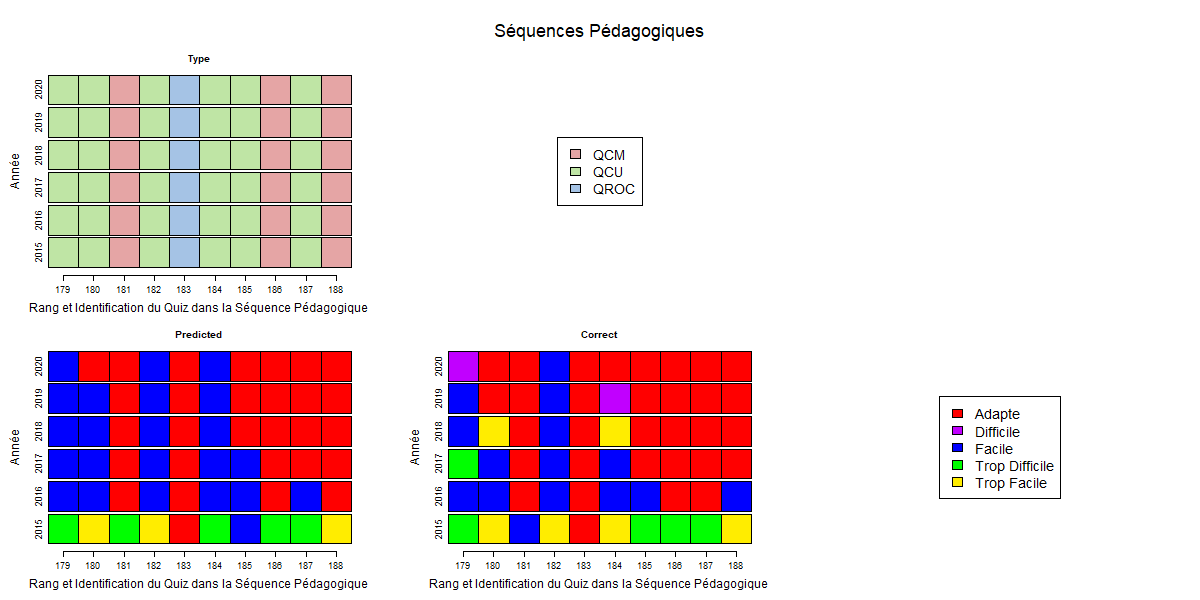 Séquences Pédagogiques
Type
Année
2020
2019
2018
2017
2016
2015
179 180 181 182 183 184 185 186 187 188
Rang et Identification du Quiz dans la Séquence Pédagogique
QCM
QCU
QROC
Predicted
Année
2020
2019
2018
2017
2016
2015
179 180 181 182 183 184 185 186 187 188
Rang et Identification du Quiz dans la Séquence Pédagogique
Correct
Année
2020
2019
2018
2017
2016
2015
179 180 181 182 183 184 185 186 187 188
Rang et Identification du Quiz dans la Séquence Pédagogique
Adapte
Difficile
Facile
Trop Difficile
Trop Facile